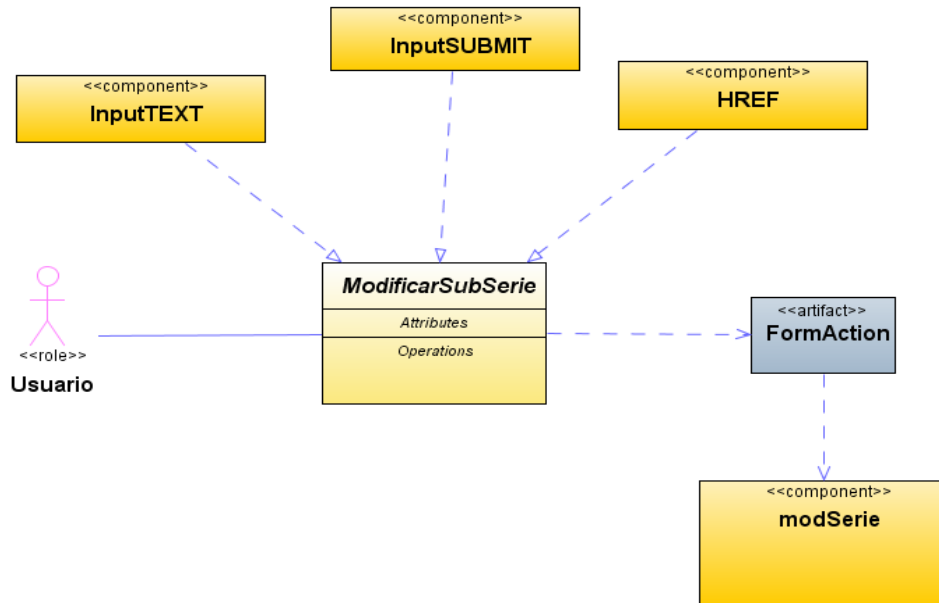 <<component>>
InputSUBMIT
<<component>>
InputTEXT
<<component>>
HREF
ModificarSubSerie
Attributes
Operations
<<role>>
Usuario
<<artifact>>
FormAction
<<component>>
modSerie